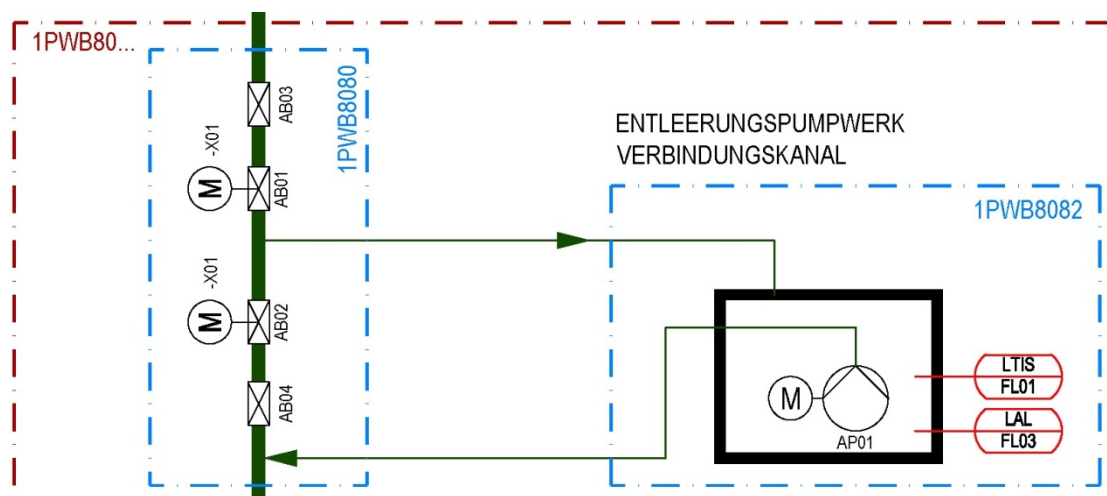 1PWB80...
1PWB8080
AB03
-X01
M
AB01
-X01
M
AB02
AB04
ENTLEERUNGSPUMPWERK
VERBINDUNGSKANAL
1PWB8082
M
AP01
LTIS
FL01
LAL
FL03